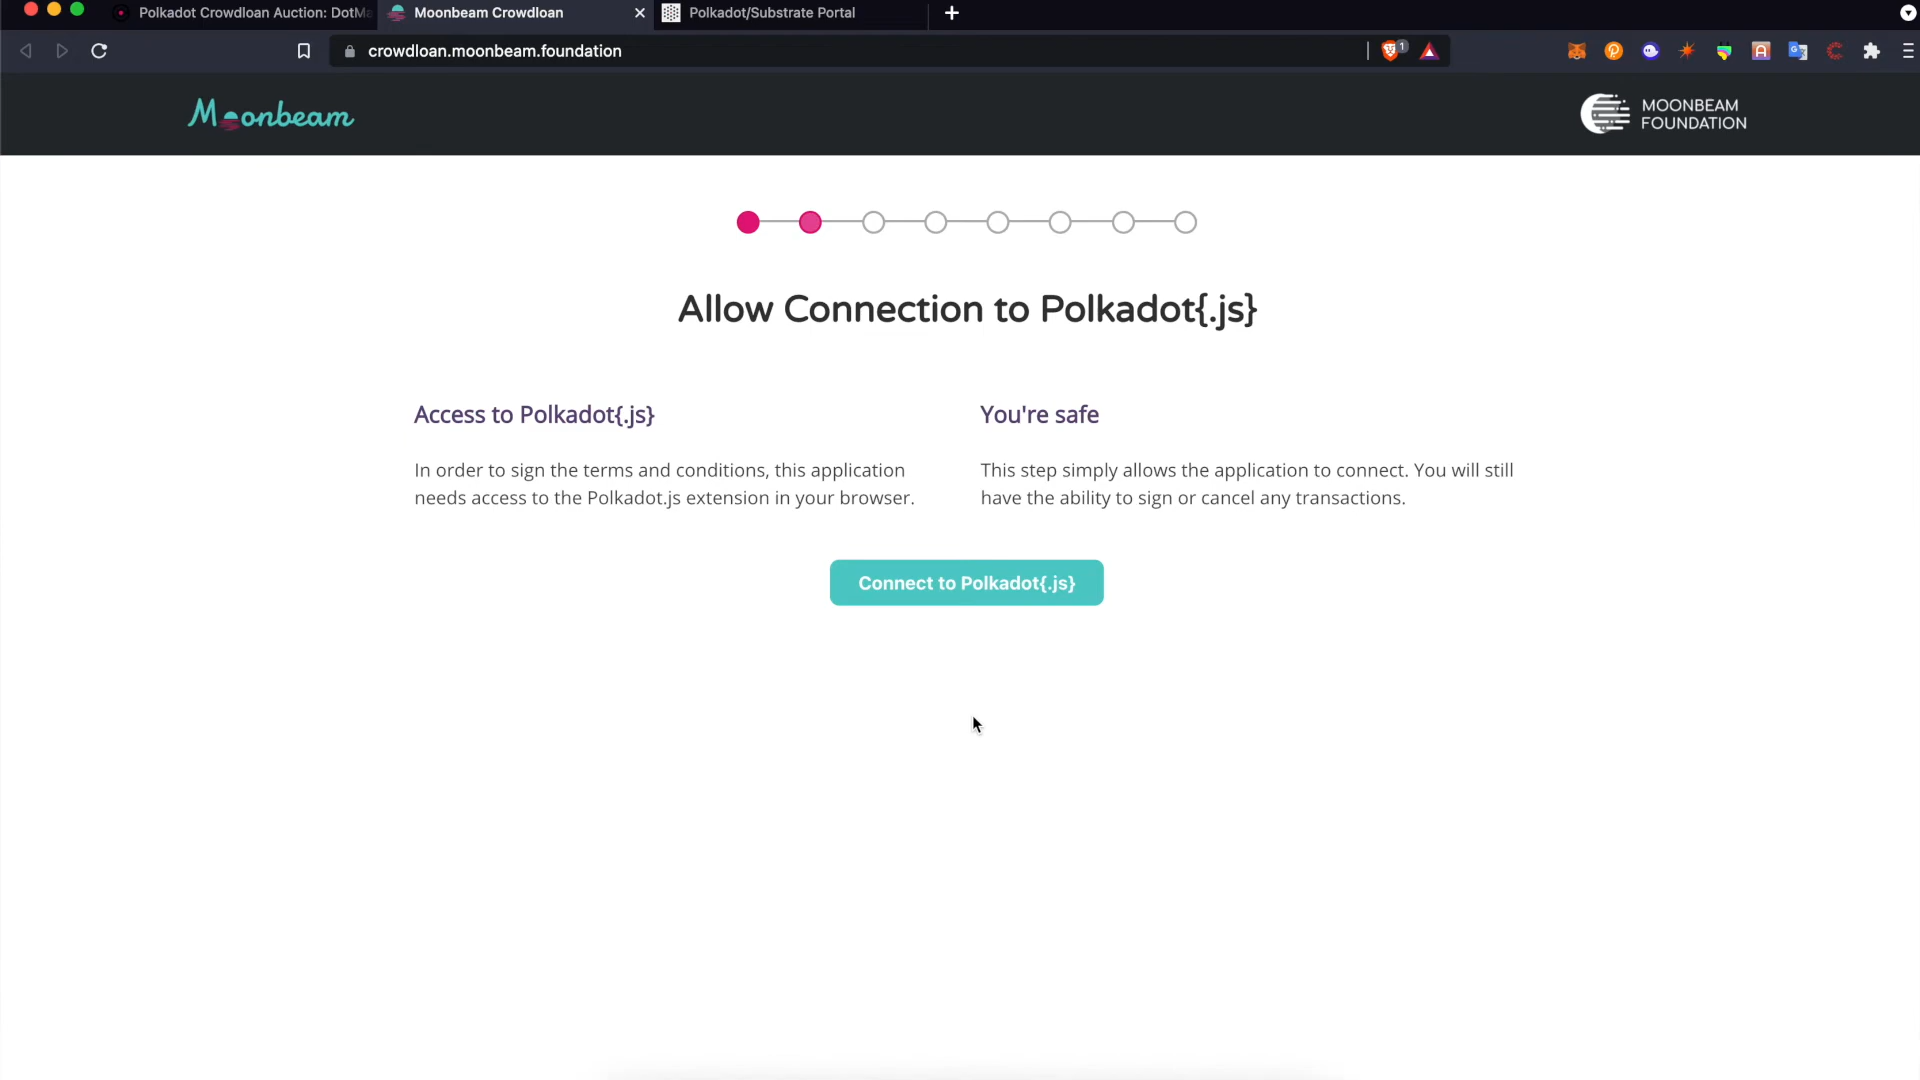 Polkadot Crowdloan Auction: DotMa
Moonbeam Crowdloan
Polkadot/Substrate Portal
crowdloan.moonbeam.foundation
1
Moonbeam
MOONBEAM
FOUNDATION
Allow Connection to Polkadot{.js}
Access to Polkadot{.js}
In order to sign the terms and conditions, this application
needs access to the Polkadot.js extension in your browser.
You're safe
This step simply allows the application to connect. You will still
have the ability to sign or cancel any transactions.
Connect to Polkadot{.js}